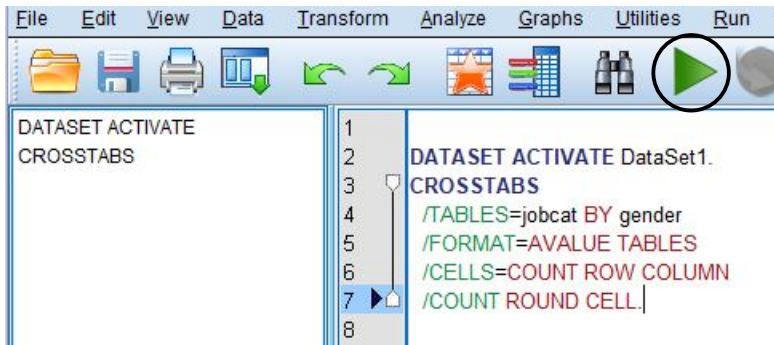 File Edit View Data Transform Analyze Graphs Utilities Run
DATASET ACTIVATE
CROSSTABS
1
2 DATASET ACTIVATE DataSet1.
3 CROSSTABS
4 /TABLES=jobcat BY gender
5 /FORMAT=AVALUE TABLES
6 /CELLS=COUNT ROW COLUMN
7 /COUNT ROUND CELL.
8